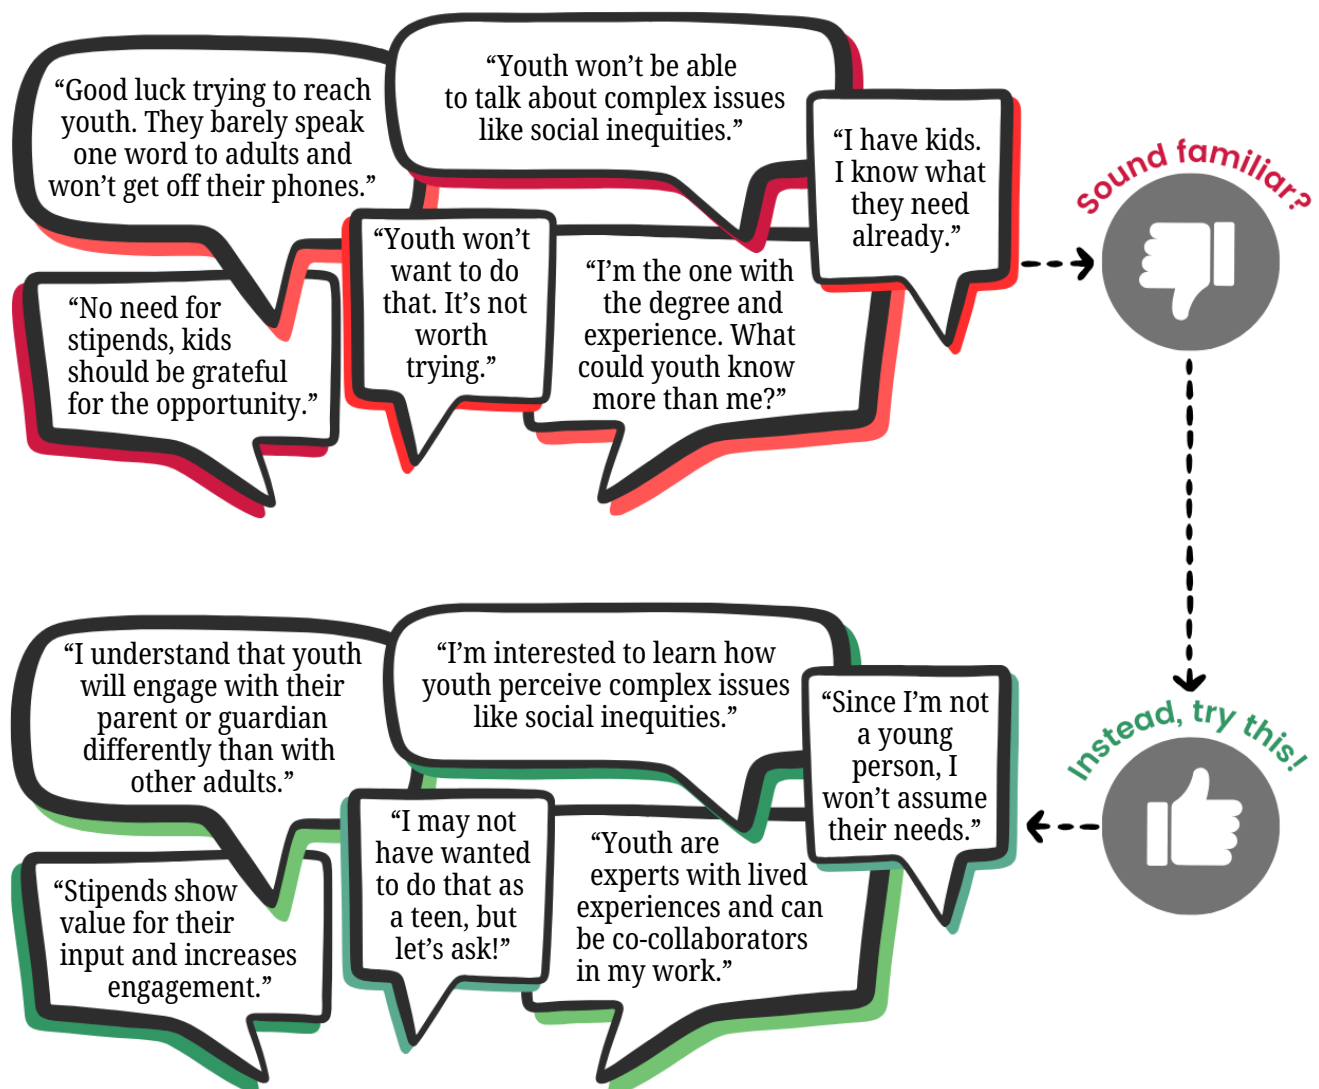 “Good luck trying to reach
youth. They barely speak
one word to adults and
won’t get off their phones.”
“Youth won’t be able
to talk about complex issues
like social inequities.”
“I have kids.
I know what
they need
already.”
Sound familiar?
“No need for
stipends, kids
should be grateful
for the opportunity.”
“Youth won’t
want to do
that. It’s not
worth
trying.”
“I’m the one with
the degree and
experience. What
could youth know
more than me?”
“I understand that youth
will engage with their
parent or guardian
differently than with
other adults.”
“I’m interested to learn how
youth perceive complex issues
like social inequities.”
“Since I’m not
a young
person, I
won’t assume
their needs.”
Instead, try this!
“Stipends show
value for their
input and increases
engagement.”
“I may not
have wanted
to do that as
a teen, but
let’s ask!”
“Youth are
experts with lived
experiences and can
be co-collaborators
in my work.”